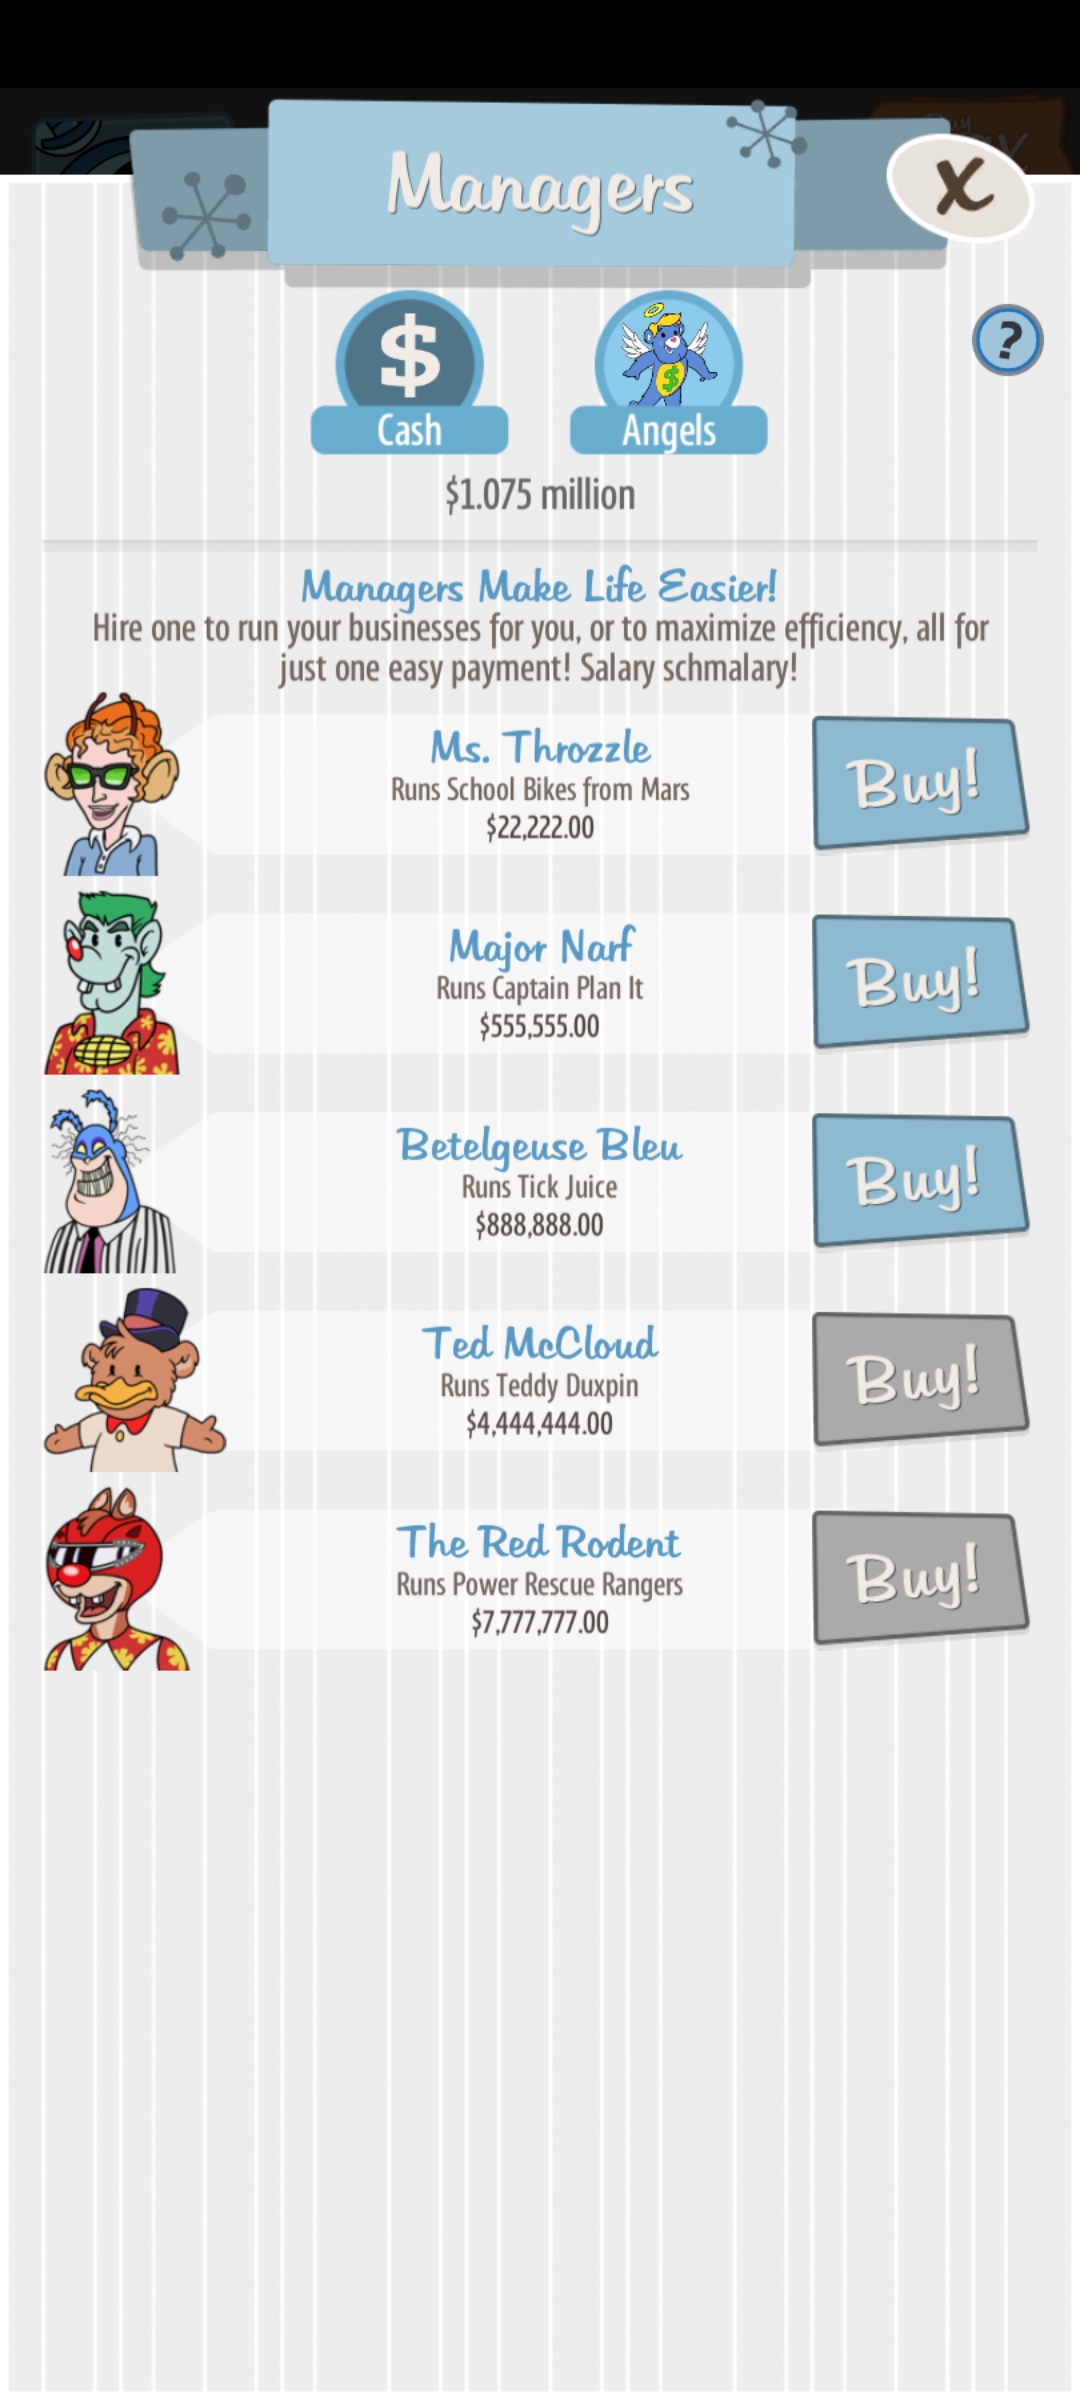 Managers
X
$
?
$
Cash
Angels
$1.075 million
Managers Make Life Easier!
Hire one to run your businesses for you, or to maximize efficiency, all for
just one easy payment! Salary schmalary!
Ms. Throzzle
Runs School Bikes from Mars
$22,222.00
Buy!
Major Narf
Runs Captain Plan It
$555,555.00
Buy!
Betelgeuse Bleu
Runs Tick Juice
$888,888.00
Buy!
Ted McCloud
Runs Teddy Duxpin
$4,444,444.00
Buy!
The Red Rodent
Runs Power Rescue Rangers
$7,777,777.00
Buy!